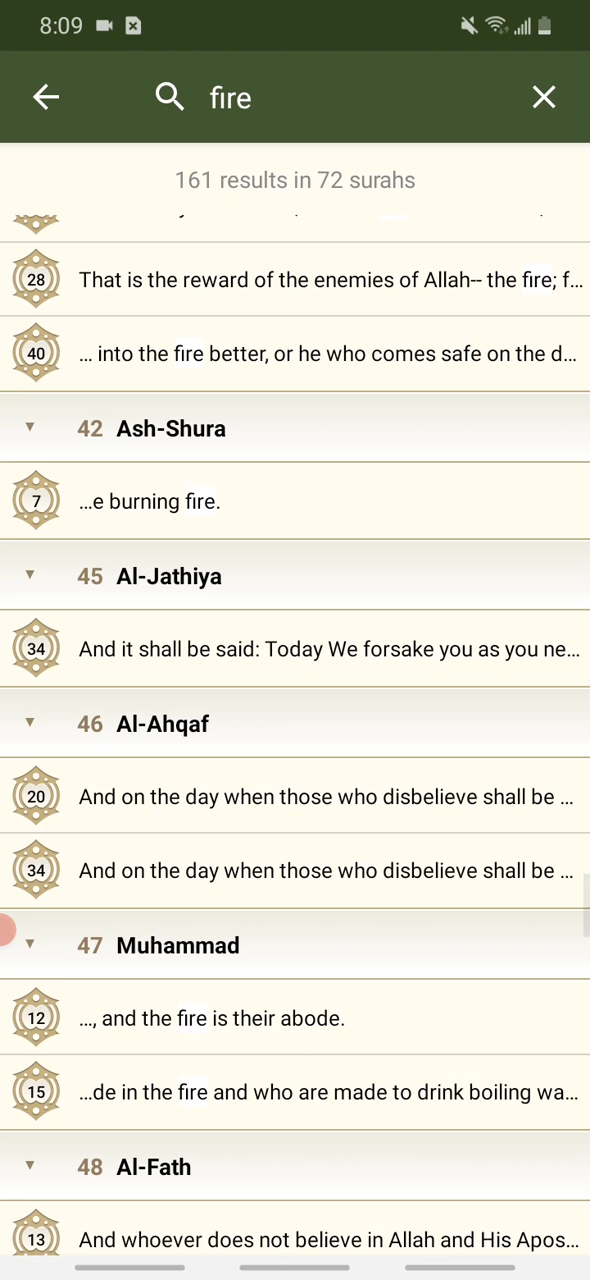 8:09
fire
161 results in 72 surahs
28 That is the reward of the enemies of Allah-- the fire; f...
40 ... into the fire better, or he who comes safe on the d...
42 Ash-Shura
7 ...e burning fire.
45 Al-Jathiya
34 And it shall be said: Today We forsake you as you ne...
46 Al-Ahqaf
20 And on the day when those who disbelieve shall be ...
34 And on the day when those who disbelieve shall be ...
47 Muhammad
12 ..., and the fire is their abode.
15 ...de in the fire and who are made to drink boiling wa...
48 Al-Fath
13 And whoever does not believe in Allah and His Apos...